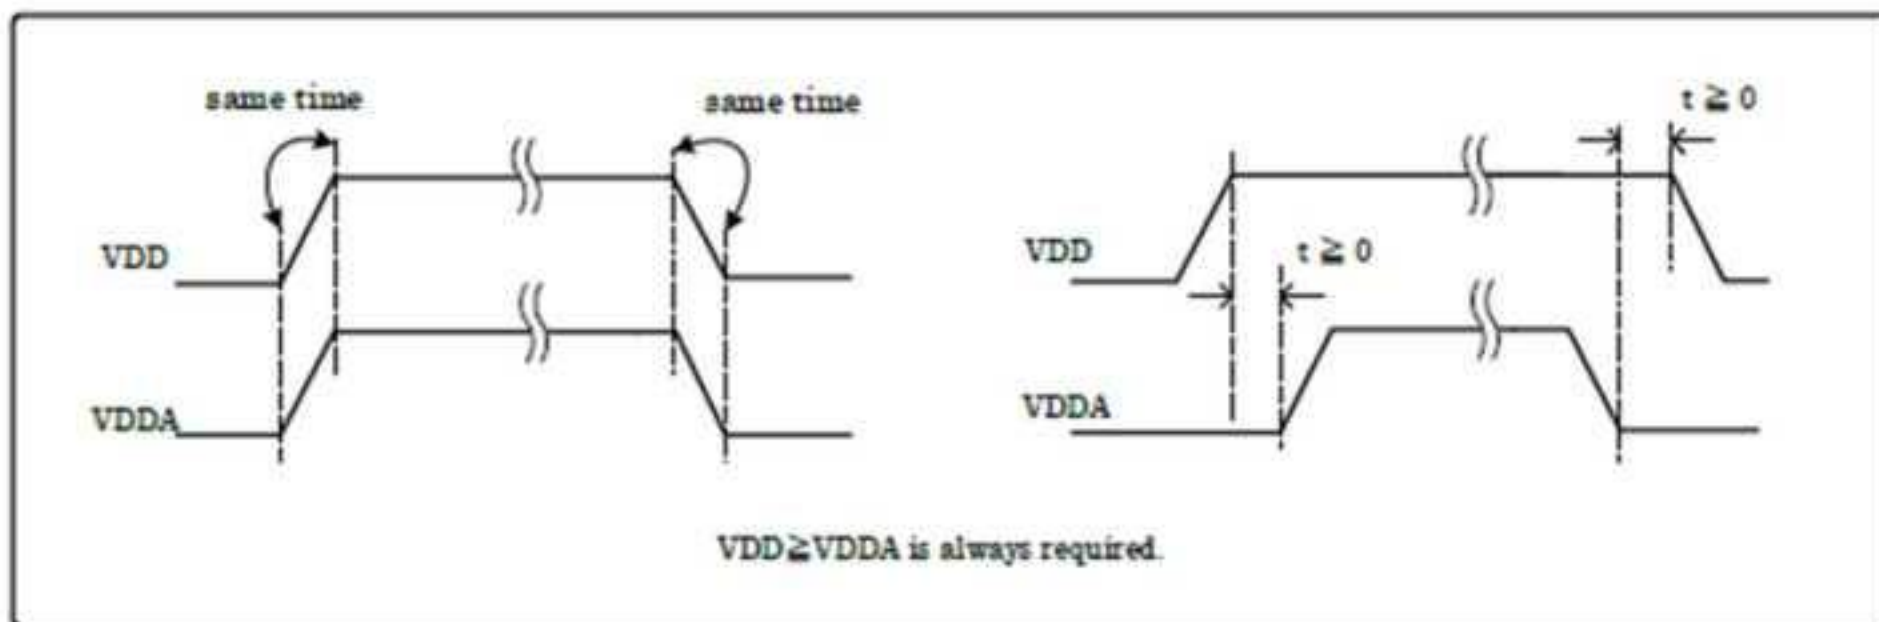 same time
same time
VDD
VDDA
t ≧ 0
VDD
t ≧ 0
VDDA
VDD≧VDDA is always required.